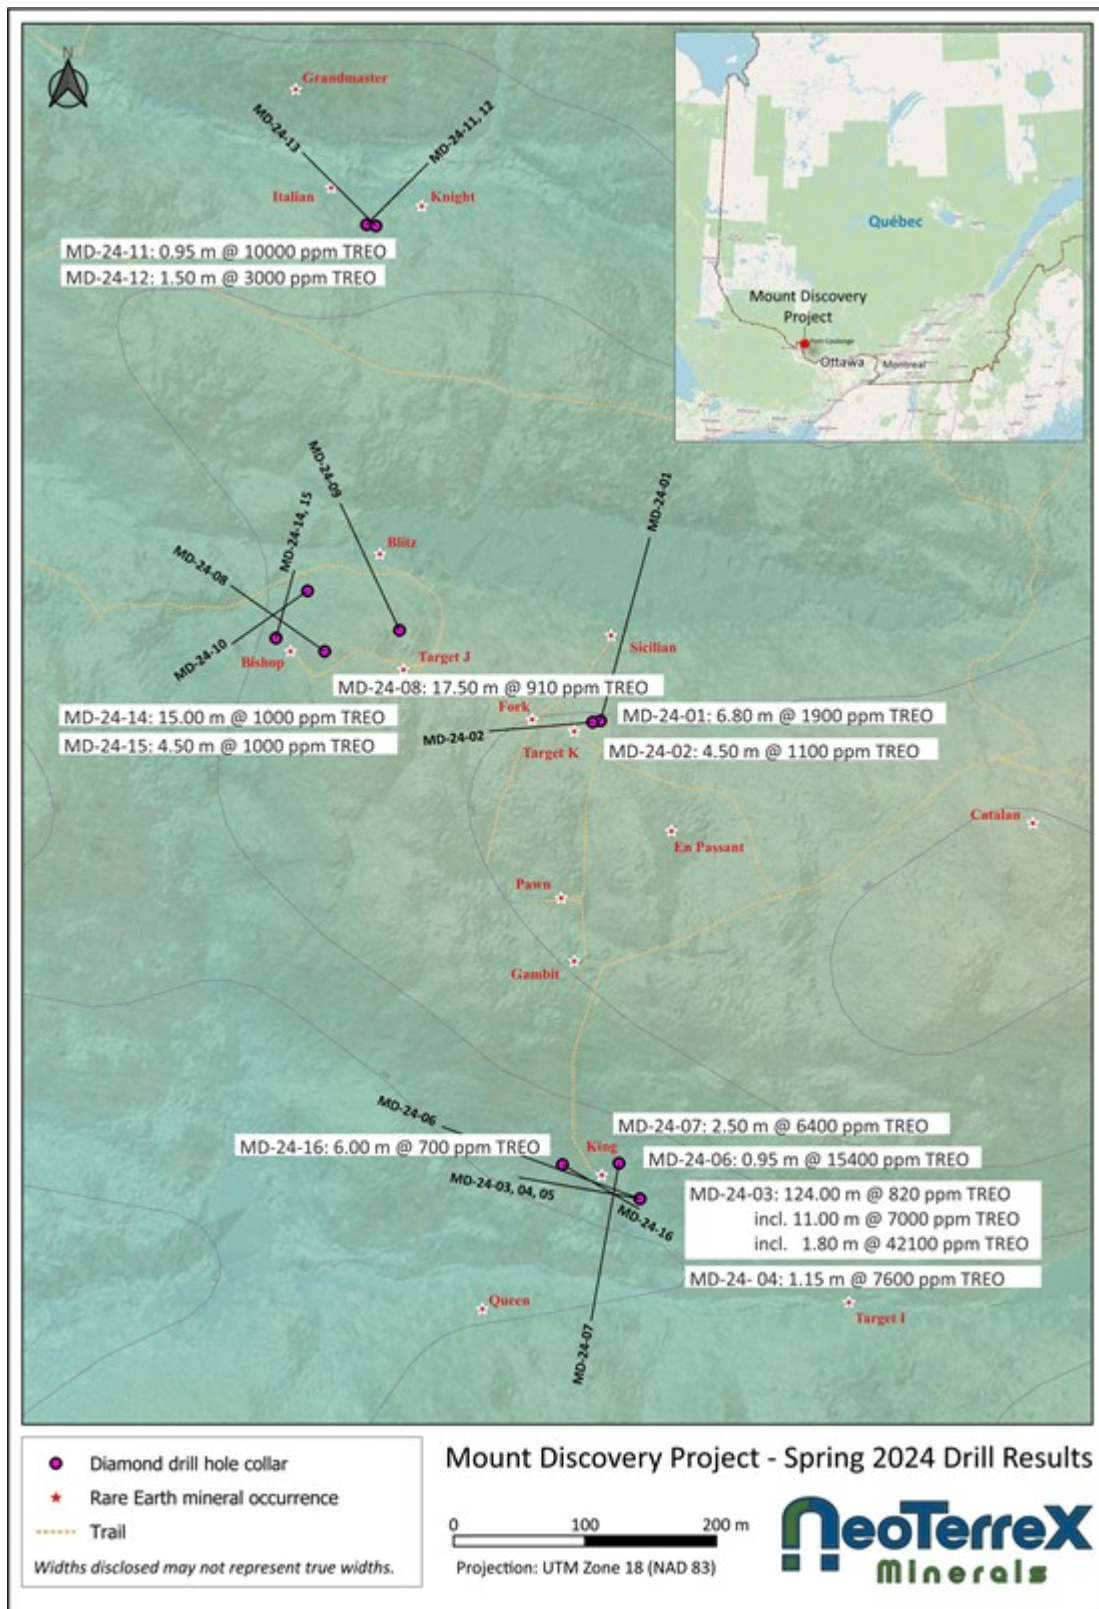 N
Grandmaster
MD-24-13
MD-24-11, 12
Italian
Knight
MD-24-11: 0.95 m @ 10000 ppm TREO
MD-24-12: 1.50 m @ 3000 ppm TREO
Québec
Mount Discovery
Project
Fort-Coulonge
Ottawa
Montreal
MD-24-09
MD-24-14, 15
MD-24-01
MD-24-08
Blitz
MD-24-10
Bishop
Target J
Sicilian
MD-24-08: 17.50 m @ 910 ppm TREO
MD-24-14: 15.00 m @ 1000 ppm TREO
MD-24-15: 4.50 m @ 1000 ppm TREO
Fork
MD-24-02
Target K
MD-24-01: 6.80 m @ 1900 ppm TREO
MD-24-02: 4.50 m @ 1100 ppm TREO
Catalan
En Passant
Pawn
Gambit
MD-24-06
MD-24-07: 2.50 m @ 6400 ppm TREO
MD-24-16: 6.00 m @ 700 ppm TREO
King
MD-24-06: 0.95 m @ 15400 ppm TREO
MD-24-03, 04, 05
MD-24-16
MD-24-03: 124.00 m @ 820 ppm TREO
incl. 11.00 m @ 7000 ppm TREO
incl. 1.80 m @ 42100 ppm TREO
MD-24- 04: 1.15 m @ 7600 ppm TREO
Queen
Target I
MD-24-07
Diamond drill hole collar
Rare Earth mineral occurrence
Trail
Widths disclosed may not represent true widths.
Mount Discovery Project - Spring 2024 Drill Results
0 100 200 m
Projection: UTM Zone 18 (NAD 83)
NeoTerreX
Minerals